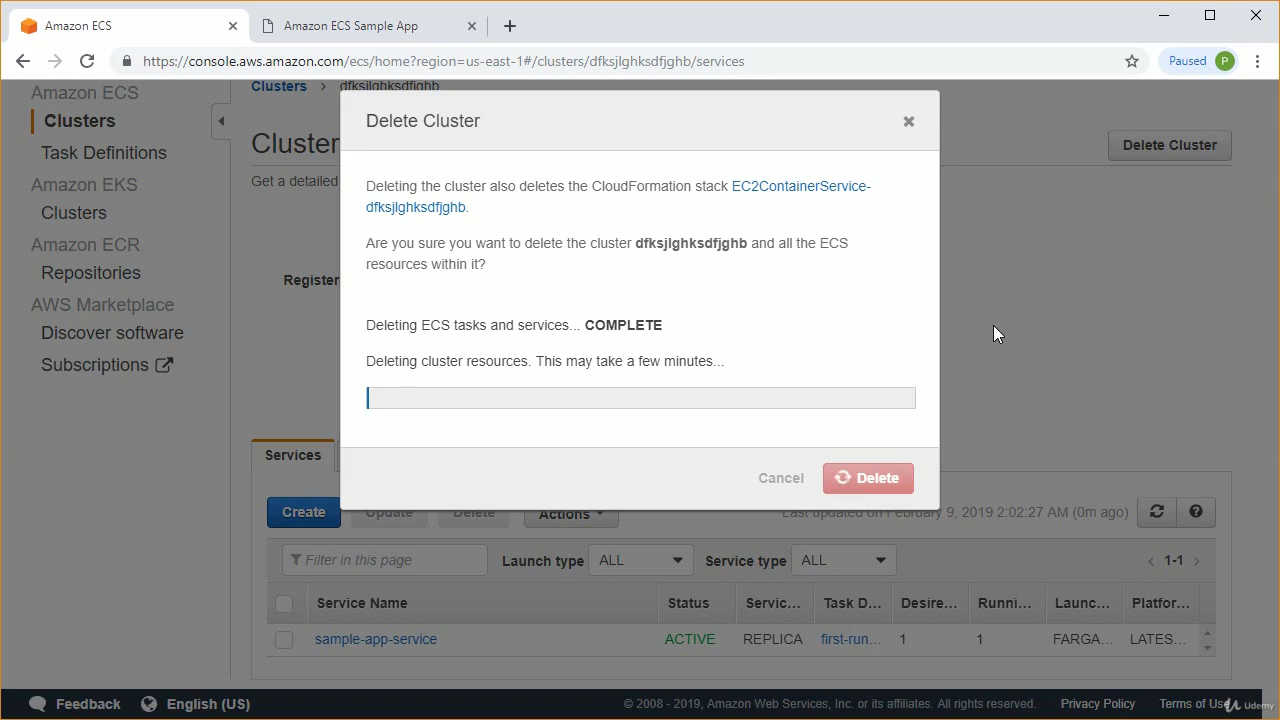 Amazon ECS
Amazon ECS Sample App
https://console.aws.amazon.com/ecs/home?region=us-east-1#/clusters/dfksjlghksdfjghb/services
Paused
P
Amazon ECS
Clusters
Task Definitions
Amazon EKS
Clusters
Amazon ECR
Repositories
AWS Marketplace
Discover software
Subscriptions
Clusters > dfksjlghksdfjghb
Cluster
Delete Cluster
Get a detailed
Register
Delete Cluster
Deleting the cluster also deletes the CloudFormation stack EC2ContainerService-
dfksjlghksdfjghb.
Are you sure you want to delete the cluster dfksjlghksdfjghb and all the ECS
resources within it?
Deleting ECS tasks and services... COMPLETE
Deleting cluster resources. This may take a few minutes...
Cancel
Delete
Services
Create
Update
Delete
Actions
Last updated on February 9, 2019 2:02:27 AM (0m ago)
Filter in this page
Launch type
ALL
Service type
ALL
1-1
Service Name Status Servic... Task D... Desire... Runni... Launc... Platfor...
sample-app-service ACTIVE REPLICA first-run... 1 1 FARGA... LATES...
Feedback
English (US)
© 2008 - 2019, Amazon Web Services, Inc. or its affiliates. All rights reserved.
Privacy Policy
Terms of Us
Udemy